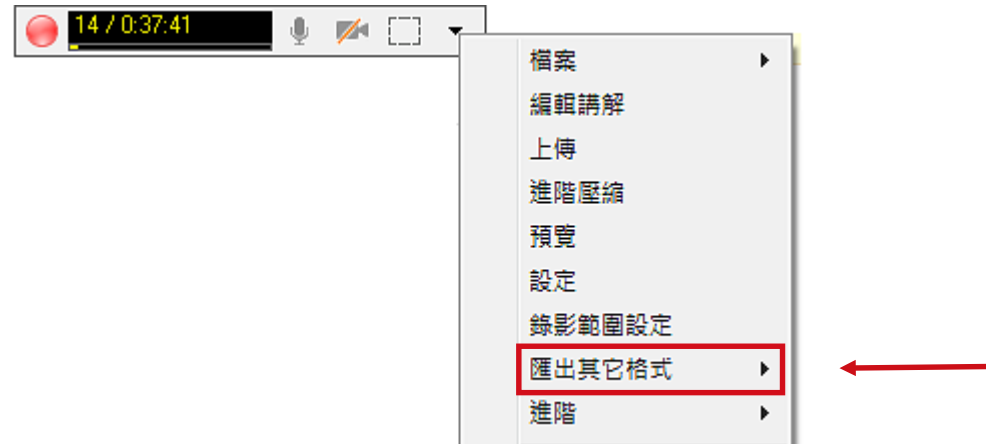 14 / 0:37:41
檔案
編輯講解
上傳
進階壓縮
預覽
設定
錄影範圍設定
匯出其它格式
進階